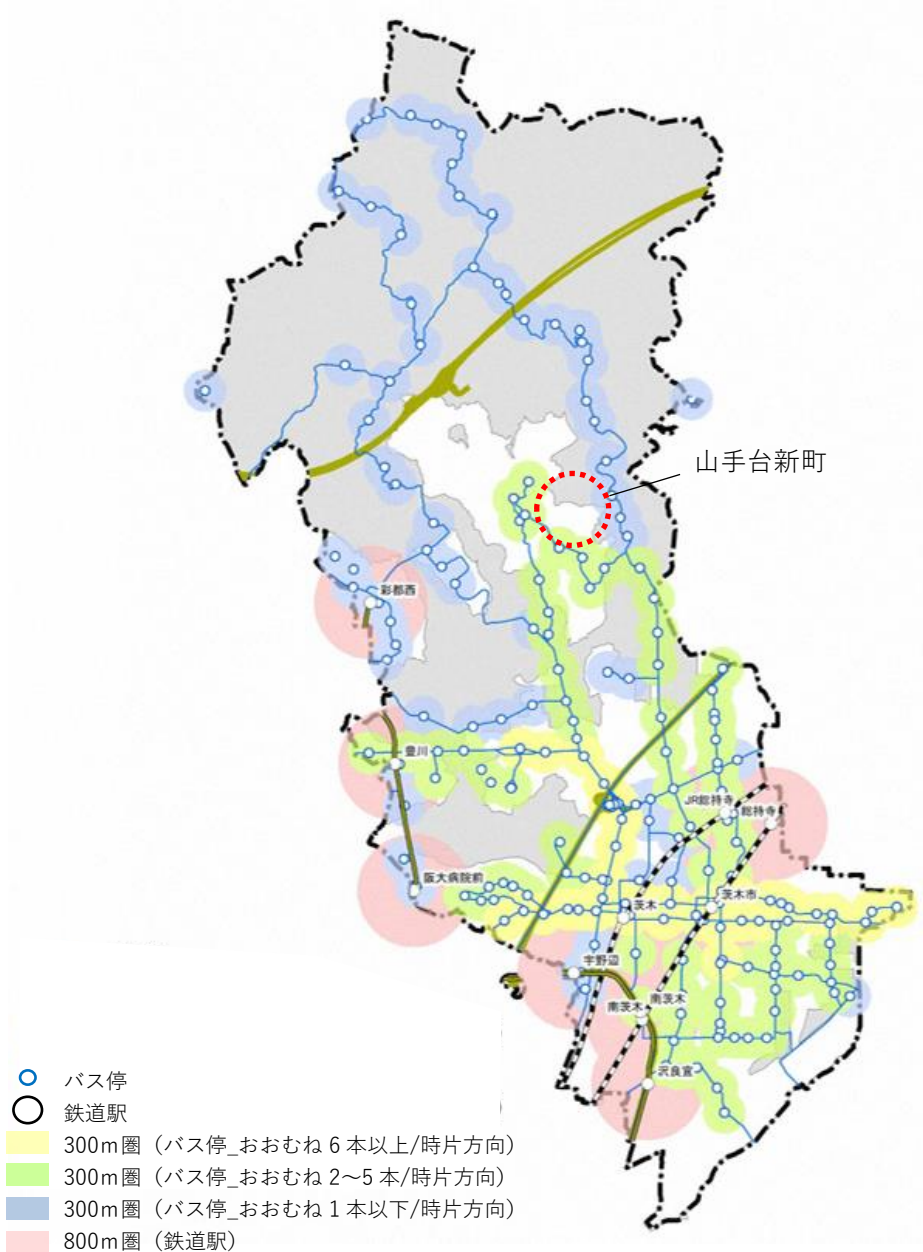 山手台新町
彩都西
豊川
JR総持寺
総持寺
阪大病院前
茨木市
茨木
宇野辺
南茨木
南茨木
沢良宜
バス停
鉄道駅
300m圏(バス停_おおむね6本以上/時片方向)
300m圏(バス停_おおむね2～5本/時片方向)
300m圏(バス停_おおむね1本以下/時片方向)
800m圏(鉄道駅)